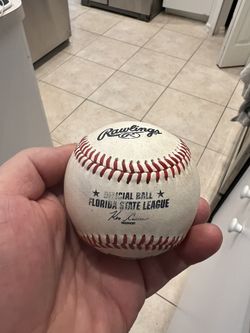 Rawlings
★ OFFICIAL BALL ★
FLORIDA STATE LEAGUE